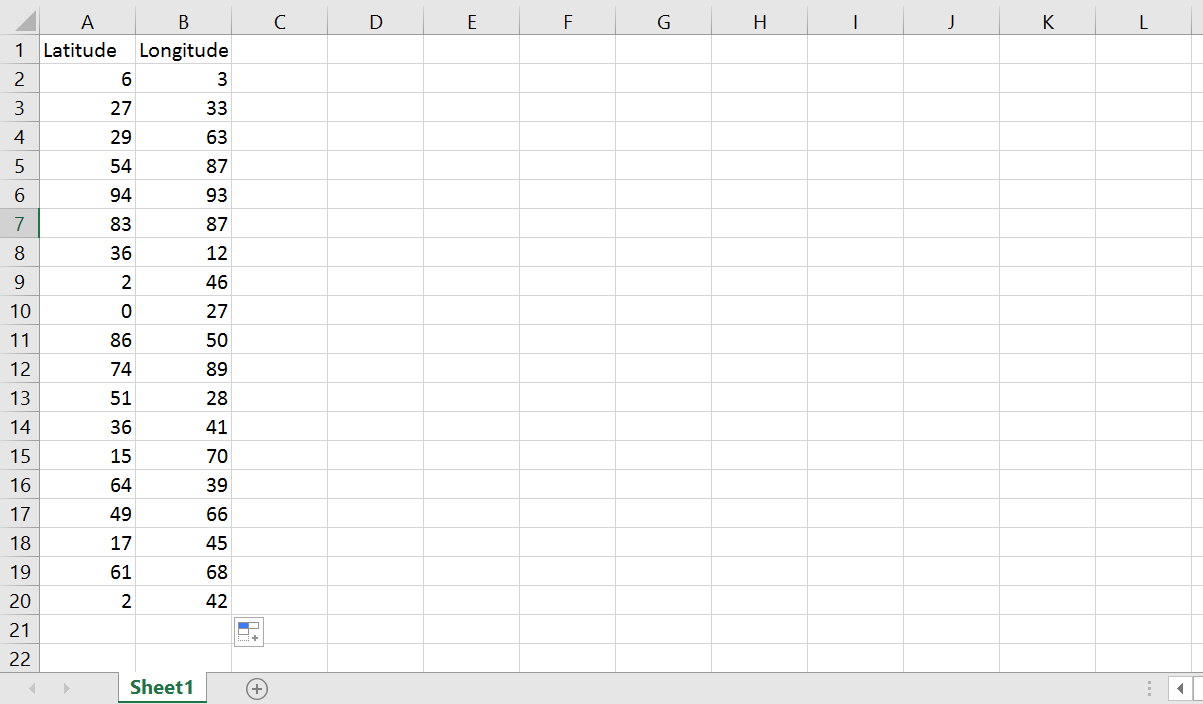 A B C D E F G H I J K L
1 Latitude Longitude
2 6 3
3 27 33
4 29 63
5 54 87
6 94 93
7 83 87
8 36 12
9 2 46
10 0 27
11 86 50
12 74 89
13 51 28
14 36 41
15 15 70
16 64 39
17 49 66
18 17 45
19 61 68
20 2 42
21
22
Sheet1